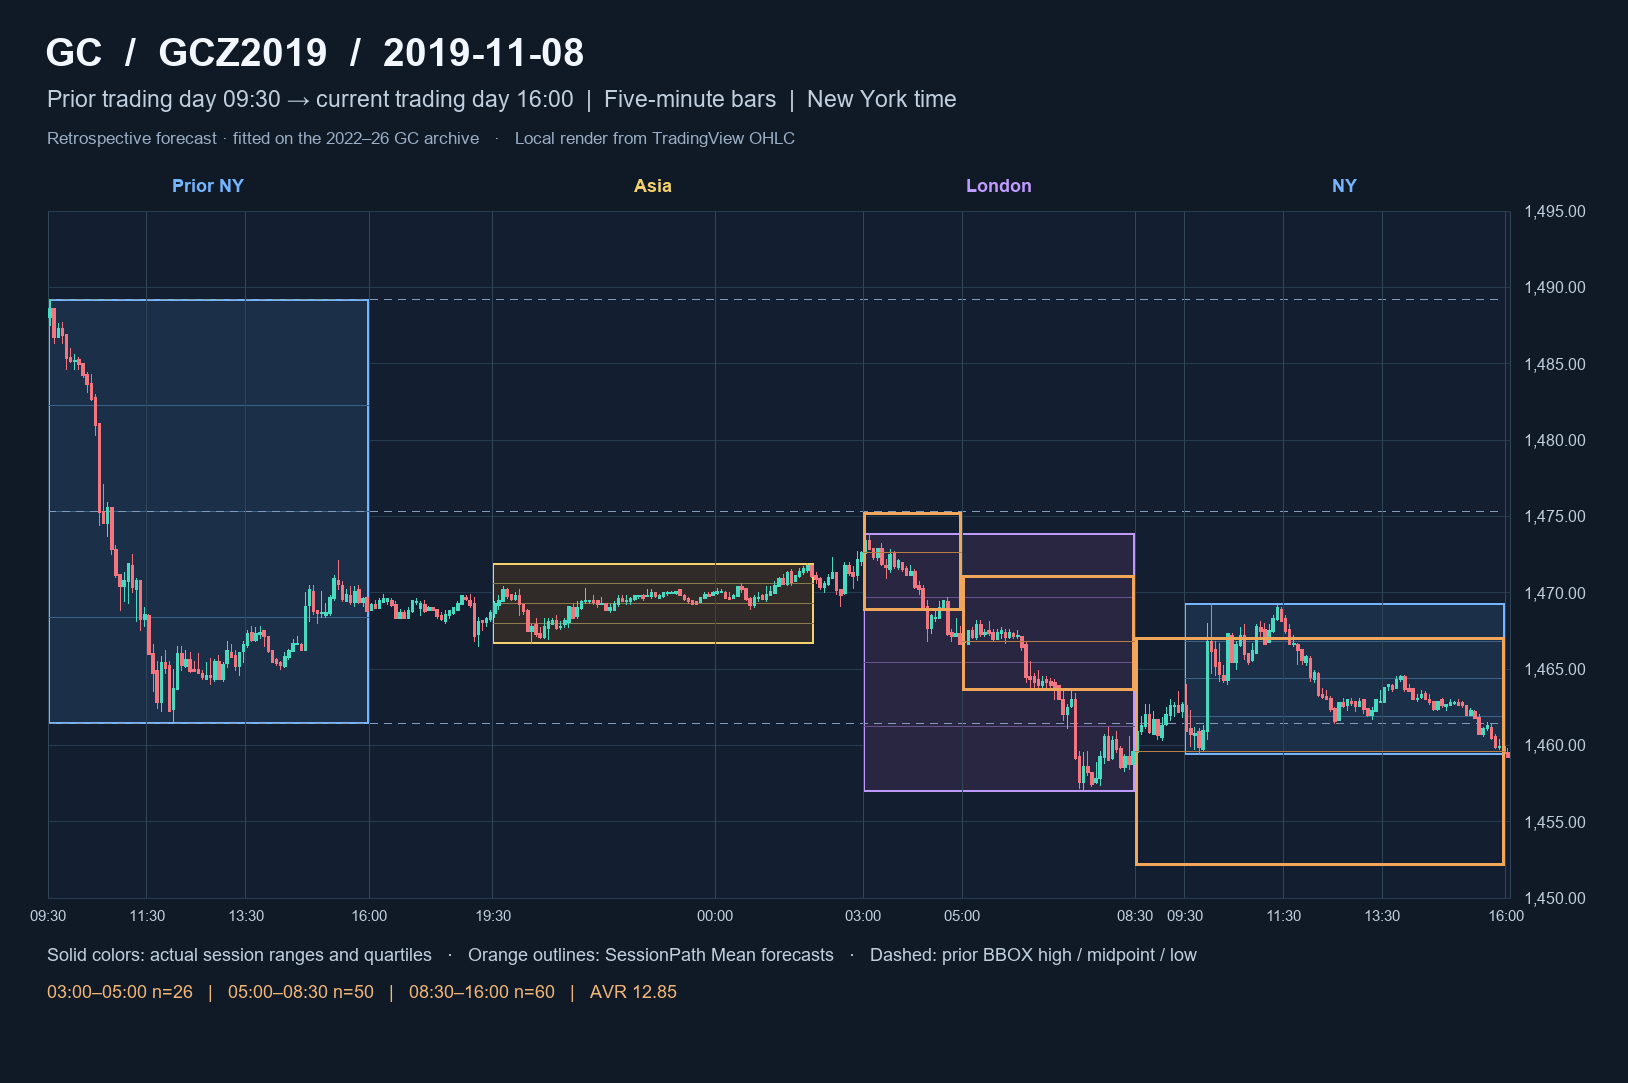 GC / GCZ2019 / 2019-11-08
Prior trading day 09:30 → current trading day 16:00 | Five-minute bars | New York time
Retrospective forecast · fitted on the 2022–26 GC archive · Local render from TradingView OHLC
Prior NY Asia London NY
1,495.00
1,490.00
1,485.00
1,480.00
1,475.00
1,470.00
1,465.00
1,460.00
1,455.00
1,450.00
09:30 11:30 13:30 16:00 19:30 00:00 03:00 05:00 08:30 09:30 11:30 13:30 16:00
Solid colors: actual session ranges and quartiles · Orange outlines: SessionPath Mean forecasts · Dashed: prior BBOX high / midpoint / low
03:00–05:00 n=26 | 05:00–08:30 n=50 | 08:30–16:00 n=60 | AVR 12.85